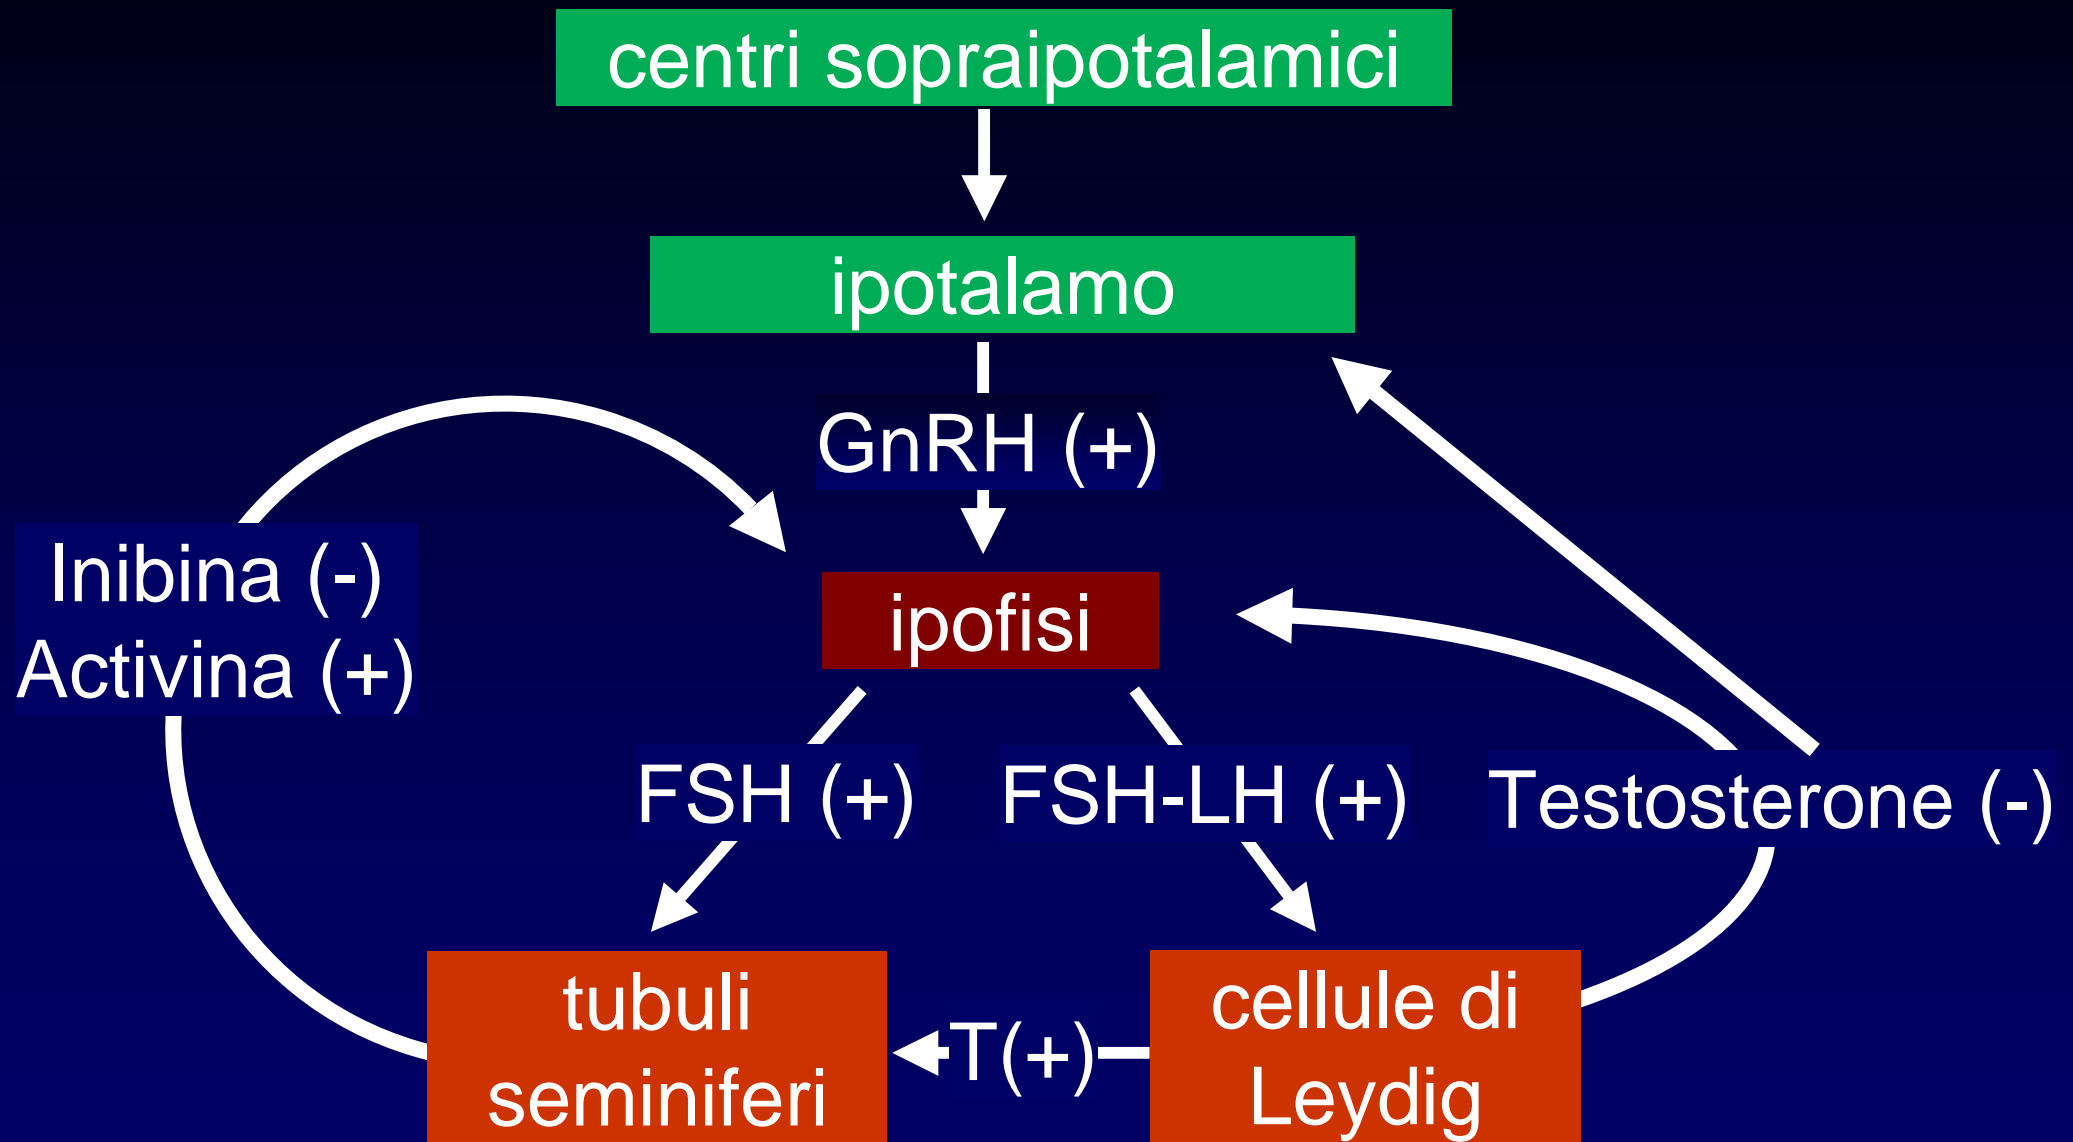 centri sopraipotalamici
ipotalamo
GnRH (+)
Inibina (-)
Activina (+)
ipofisi
FSH (+)
FSH-LH (+)
Testosterone (-)
tubuli
seminiferi
T(+)
cellule di
Leydig